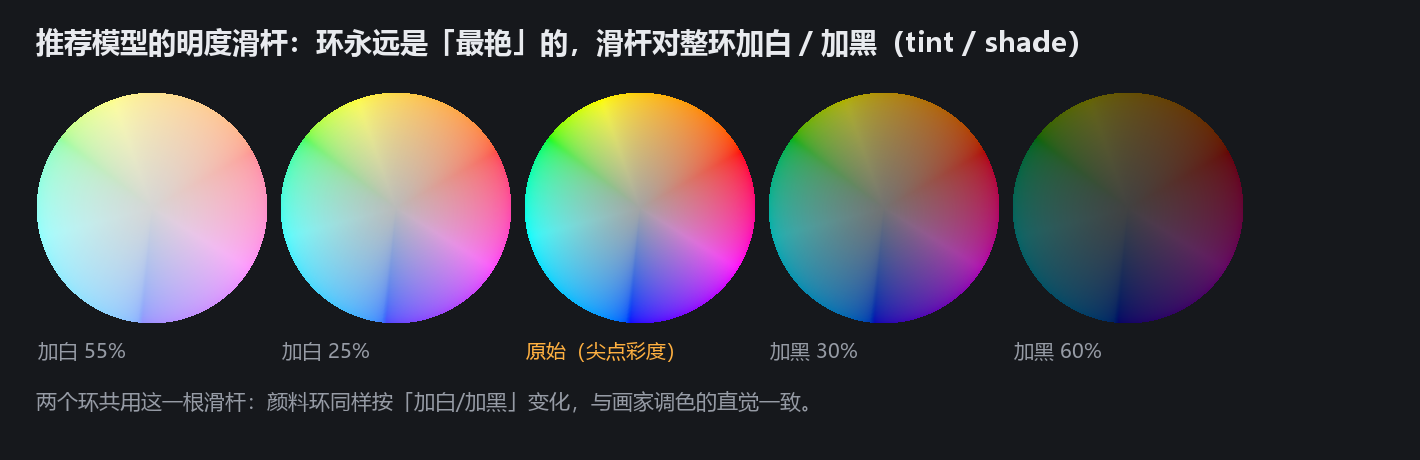 推荐模型的明度滑杆：环永远是「最艳」的，滑杆对整环加白 / 加黑（tint / shade）
加白 55%
加白 25%
原始（尖点彩度）
加黑 30%
加黑 60%
两个环共用这一根滑杆：颜料环同样按「加白/加黑」变化，与画家调色的直觉一致。